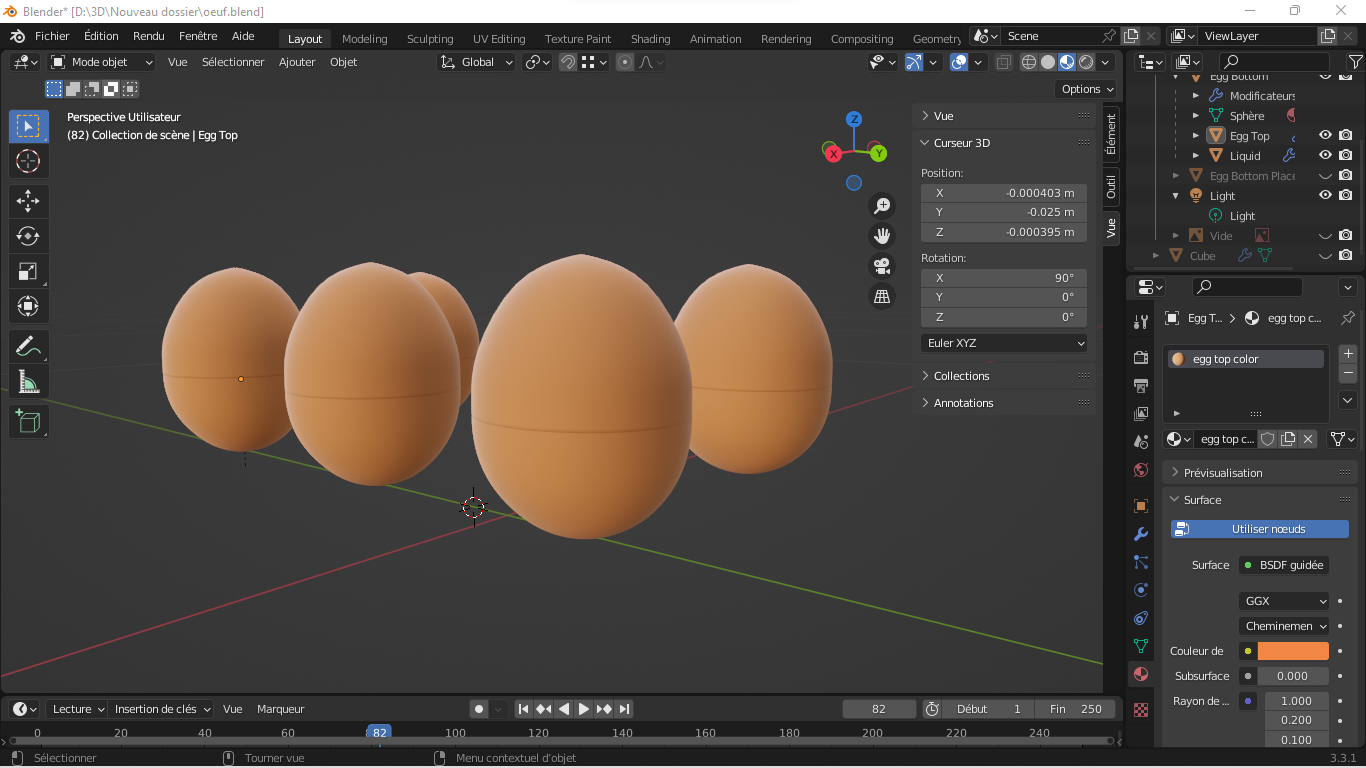 Blender* [D:\3D\Nouveau dossier\oeuf.blend]
Fichier Édition Rendu Fenêtre Aide Layout Modeling Sculpting UV Editing Texture Paint Shading Animation Rendering Compositing Geometry Scene ViewLayer
Mode objet Vue Sélectionner Ajouter Objet Global
Options
Perspective Utilisateur
(82) Collection de scène | Egg Top
Z
X
Y
Vue
Curseur 3D
Position:
X -0.000403 m
Y -0.025 m
Z -0.000395 m
Rotation:
X 90°
Y 0°
Z 0°
Euler XYZ
Collections
Annotations
Élément
Outil
Vue
Egg Bottom
Modificateurs
Sphère
Egg Top
Liquid
Egg Bottom Place
Light
Light
Vide
Cube
Egg T... egg top c...
egg top color
egg top c...
Prévisualisation
Surface
Utiliser nœuds
Surface BSDF guidée
GGX
Cheminemen
Couleur de
Subsurface 0.000
Rayon de ... 1.000
0.200
0.100
Lecture Insertion de clés Vue Marqueur 82 Début 1 Fin 250
0 20 40 60 82 100 120 140 160 180 200 220 240
Sélectionner Tourner vue Menu contextuel d'objet 3.3.1